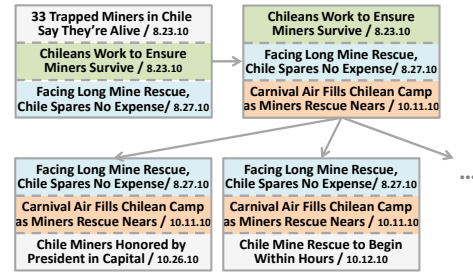 33 Trapped Miners in Chile
Say They're Alive / 8.23.10
Chileans Work to Ensure
Miners Survive / 8.23.10
Facing Long Mine Rescue,
Chile Spares No Expense/ 8.27.10
Chileans Work to Ensure
Miners Survive / 8.23.10
Facing Long Mine Rescue,
Chile Spares No Expense/ 8.27.10
Carnival Air Fills Chilean Camp
as Miners Rescue Nears / 10.11.10
Facing Long Mine Rescue,
Chile Spares No Expense/ 8.27.10
Carnival Air Fills Chilean Camp
as Miners Rescue Nears / 10.11.10
Chile Miners Honored by
President in Capital / 10.26.10
Facing Long Mine Rescue,
Chile Spares No Expense/ 8.27.10
Carnival Air Fills Chilean Camp
as Miners Rescue Nears / 10.11.10
Chile Mine Rescue to Begin
Within Hours / 10.12.10
...